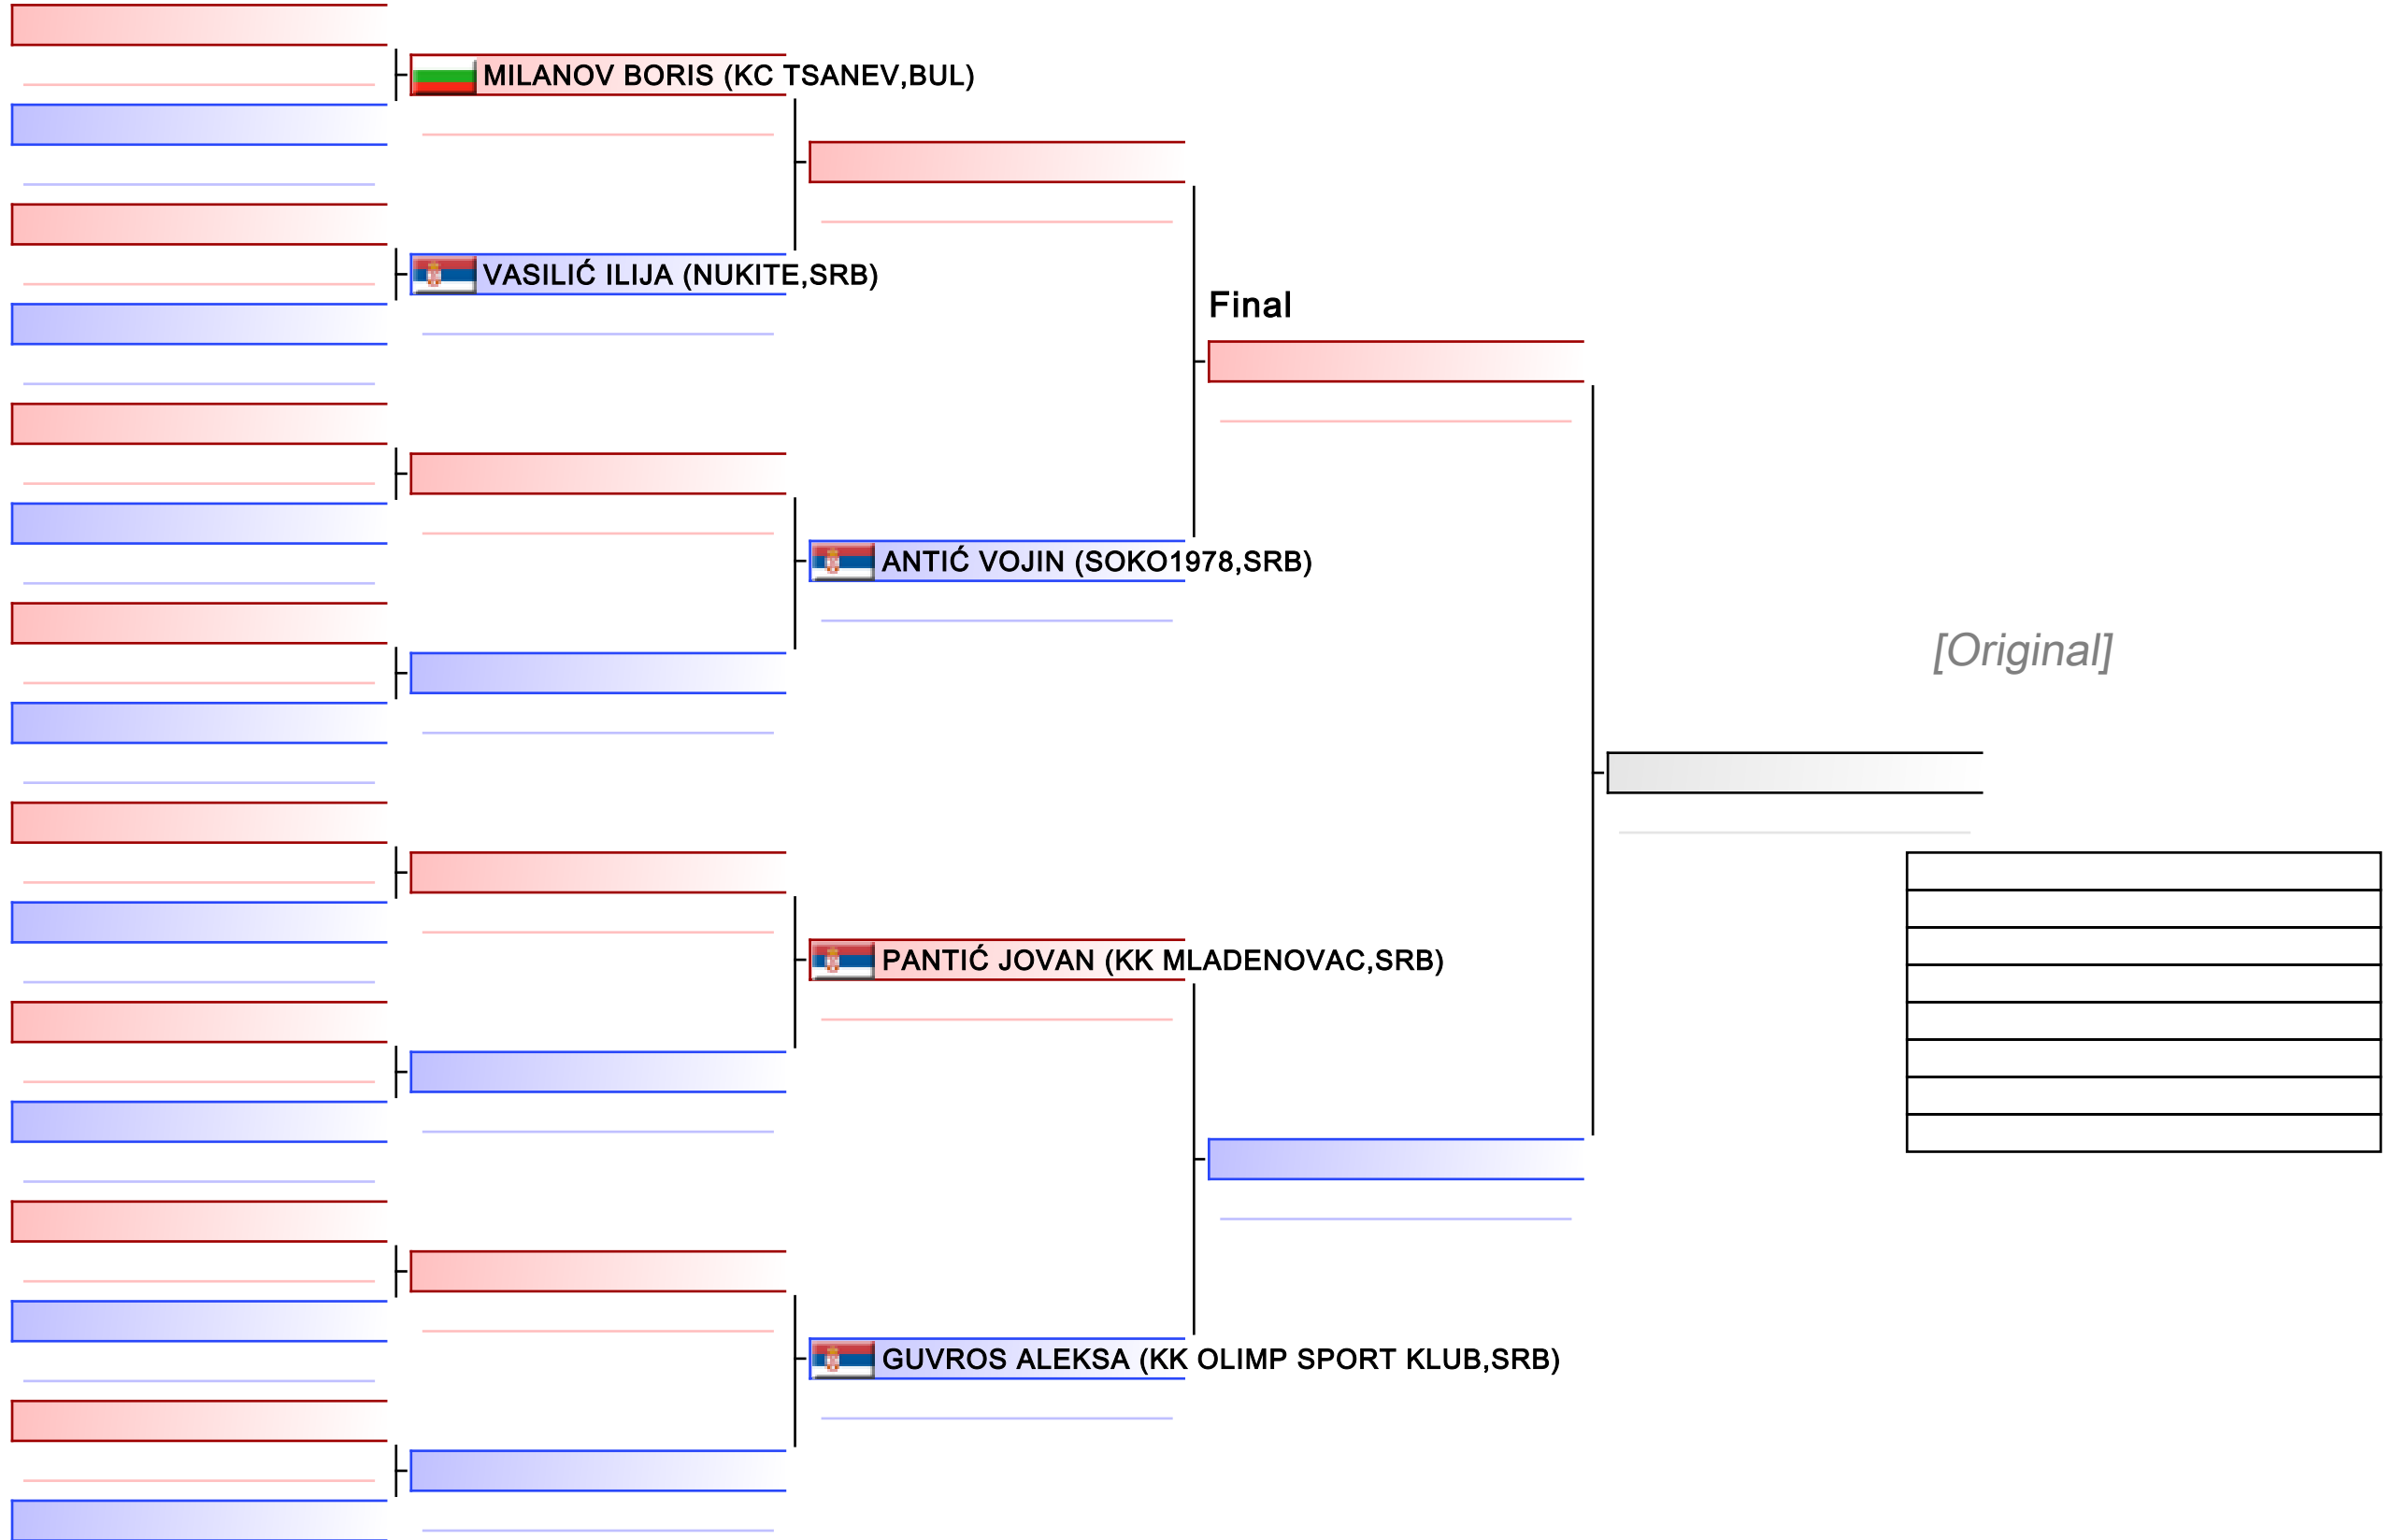 MILANOV BORIS (KC TSANEV,BUL)
VASILIĆ ILIJA (NUKITE,SRB)
Final
ANTIĆ VOJIN (SOKO1978,SRB)
[Original]
PANTIĆ JOVAN (KK MLADENOVAC,SRB)
GUVROS ALEKSA (KK OLIMP SPORT KLUB,SRB)